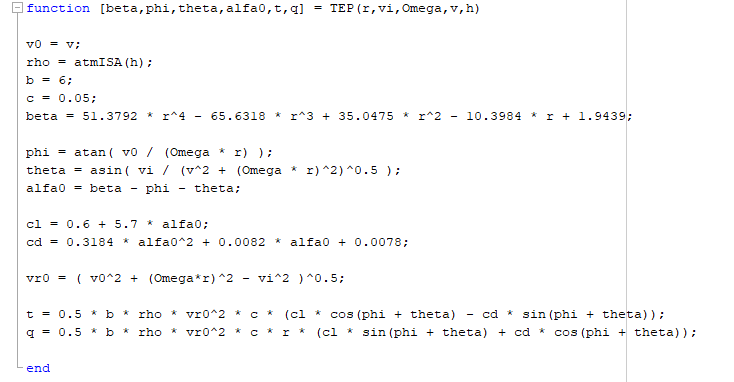 function [beta,phi,theta,alfa0,t,q] = TEP(r,vi,Omega,v,h)
v0 = v;
rho = atmISA(h);
b = 6;
c = 0.05;
beta = 51.3792 * r^4 - 65.6318 * r^3 + 35.0475 * r^2 - 10.3984 * r + 1.9439;
phi = atan( v0 / (Omega * r) );
theta = asin( vi / (v^2 + (Omega * r)^2)^0.5 );
alfa0 = beta - phi - theta;
cl = 0.6 + 5.7 * alfa0;
cd = 0.3184 * alfa0^2 + 0.0082 * alfa0 + 0.0078;
vr0 = ( v0^2 + (Omega*r)^2 - vi^2 )^0.5;
t = 0.5 * b * rho * vr0^2 * c * (cl * cos(phi + theta) - cd * sin(phi + theta));
q = 0.5 * b * rho * vr0^2 * c * r * (cl * sin(phi + theta) + cd * cos(phi + theta));
end